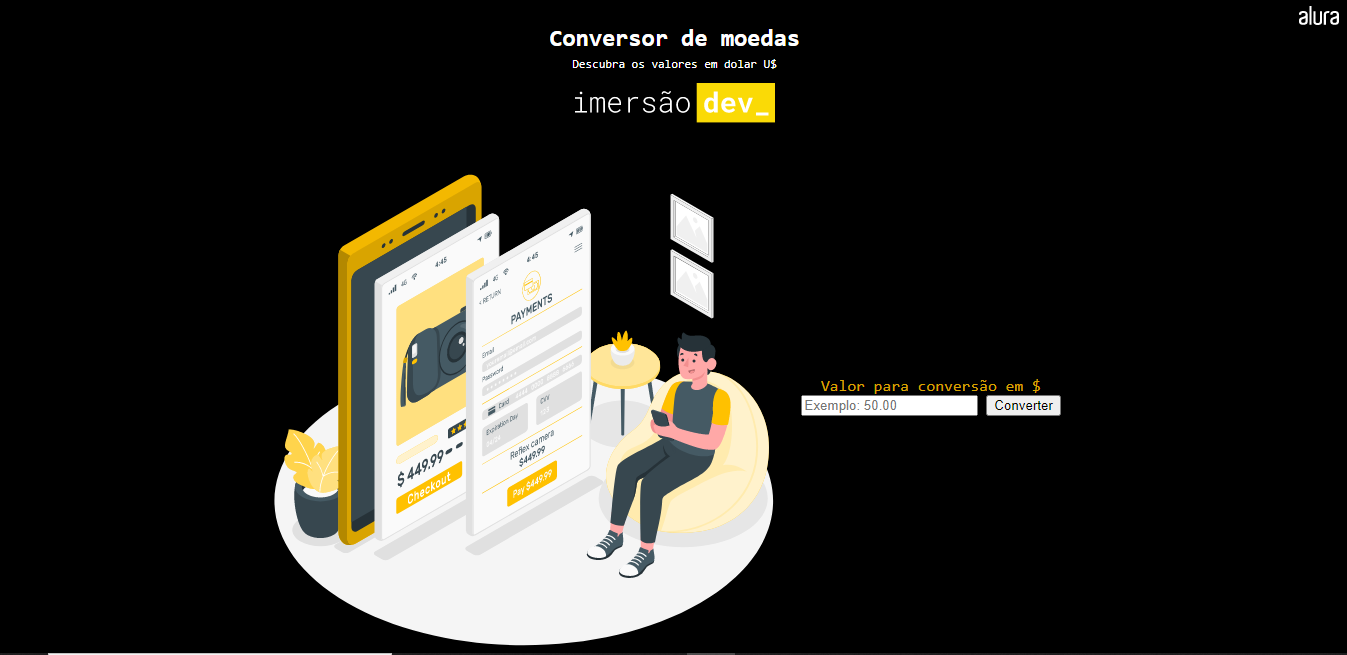 alura
Conversor de moedas
Descubra os valores em dolar U$
imersão dev_
4:45
4G
$ 449.99
Checkout
4:45
4G
‹ RETURN
PAYMENTS
Email
Password
Card
Expiration Day
CVV
Reflex camera
$449.99
Pay $449.99
Valor para conversão em $
Exemplo: 50.00
Converter